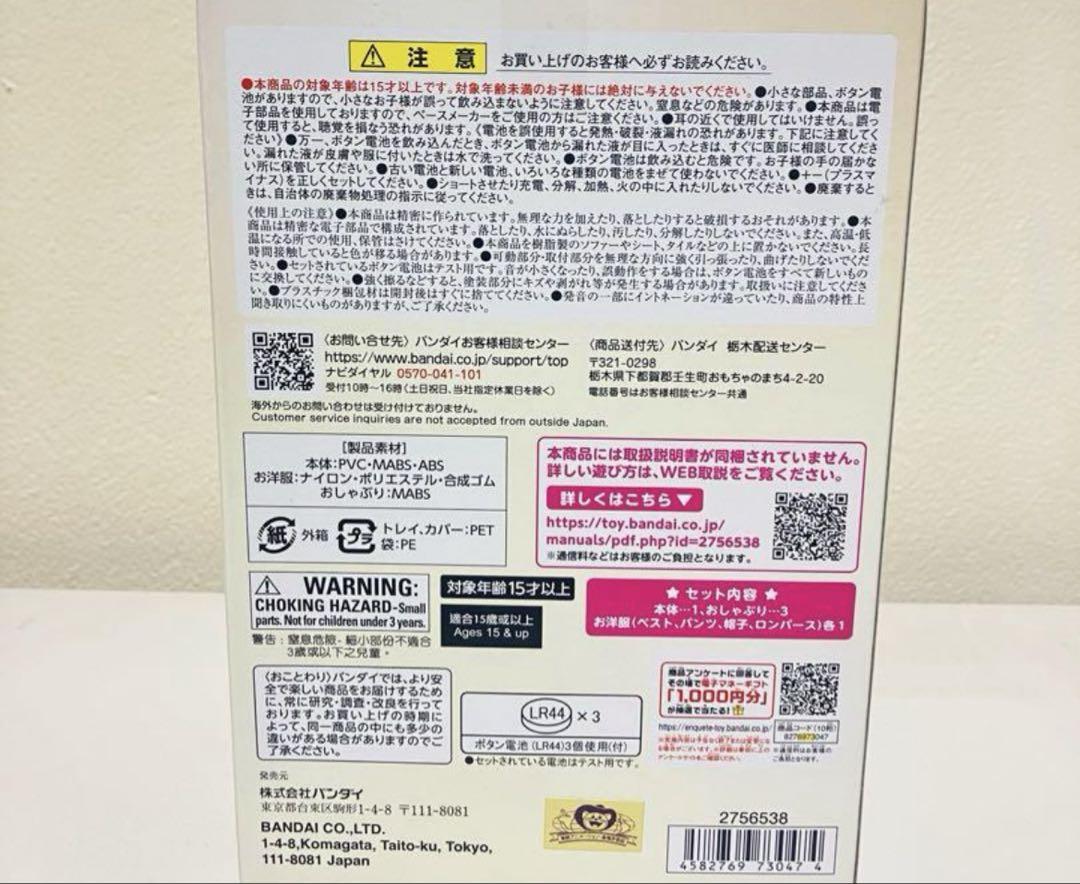 注意 お買い上げのお客様へ必ずお読みください。
●本商品の対象年齢は15才以上です。対象年齢未満のお子様には絶対に与えないでください。●小さな部品、ボタン電
池がありますので、小さなお子様が誤って飲み込まないように注意してください。窒息などの危険があります。●本商品は電
子部品を使用しておりますので、ペースメーカーをご使用の方はご注意ください。●耳の近くで使用してはいけません。誤っ
て使用すると、聴覚を損なう恐れがあります。《電池を誤使用すると発熱・破裂・液漏れの恐れがあります。下記に注意してく
ださい》●万一、ボタン電池を飲み込んだとき、ボタン電池から漏れた液が目に入ったときは、すぐに医師に相談してくださ
い。漏れた液が皮膚や服に付いたときは水で洗ってください。●ボタン電池は飲み込むと危険です。お子様の手の届かな
い所に保管してください。●古い電池と新しい電池、いろいろな種類の電池をまぜて使わないでください。●+-(プラスマ
イナス)を正しくセットしてください。●ショートさせたり充電、分解、加熱、火の中に入れたりしないでください。●廃棄すると
きは、自治体の廃棄物処理の指示に従ってください。
《使用上の注意》●本商品は精密に作られています。無理な力を加えたり、落としたりすると破損するおそれがあります。●本
商品は精密な電子部品で構成されています。落としたり、水にぬらしたり、汚したり、分解したりしないでください。また、高温・低
温になる所での使用、保管はさけてください。●本商品を樹脂製のソファーやシート、タイルなどの上に置かないでください。長
時間接触していると色が移る場合があります。●可動部分・取付部分を無理な方向に強く引っ張ったり、曲げたりしないでくだ
さい。●セットされているボタン電池はテスト用です。音が小さくなったり、誤動作をする場合は、ボタン電池をすべて新しいもの
に交換してください。●強く擦るなどすると、塗装部分にキズや剥がれ等が発生する場合があります。取扱いに注意してくださ
い。●プラスチック梱包材は開封後はすぐに捨ててください。●発音の一部にイントネーションが違っていたり、商品の特性上
聞き取りにくいものがありますが、ご了承ください。
〈お問い合せ先〉バンダイお客様相談センター
https://www.bandai.co.jp/support/top
ナビダイヤル 0570-041-101
受付10時~16時(土日祝日、当社指定休業日を除く)
〈商品送付先〉バンダイ 栃木配送センター
〒321-0298
栃木県下都賀郡壬生町おもちゃのまち4-2-20
電話番号はお客様相談センター共通
海外からのお問い合わせは受け付けておりません。
Customer service inquiries are not accepted from outside Japan.
[製品素材]
本体:PVC・MABS・ABS
お洋服:ナイロン・ポリエステル・合成ゴム
おしゃぶり:MABS
紙 外箱 プラ トレイ、カバー:PET
袋:PE
本商品には取扱説明書が同梱されていません。
詳しい遊び方は、WEB取説をご覧ください。
詳しくはこちら▼
https://toy.bandai.co.jp/
manuals/pdf.php?id=2756538
※通信料などはお客様のご負担となります。
WARNING:
CHOKING HAZARD-Small
parts. Not for children under 3 years.
警告:窒息危險-細小部份不適合
3歲或以下之兒童。
対象年齢15才以上
適合15歲或以上
Ages 15 & up
★ セット内容 ★
本体…1、おしゃぶり…3
お洋服(ベスト、パンツ、帽子、ロンパース)各1
〈おことわり〉バンダイでは、より安
全で楽しい商品をお届けするため
に、常に研究・調査・改良を行って
おります。お買い上げの時期に
よって、同一商品の中にも多少の
違いがある場合がありますのでご
了承ください。
LR44 ×3
ボタン電池(LR44)3個使用(付)
●セットされている電池はテスト用です。
商品アンケートに回答して
その場で電子マネーギフト
「1,000円分」
が抽選で当たる!
https://enquete-toy.bandai.co.jp/
商品コード(10桁)
8276973047
※通信料はお客様の
ご負担となります。
発売元
株式会社バンダイ
東京都台東区駒形1-4-8 〒111-8081
BANDAI CO.,LTD.
1-4-8,Komagata, Taito-ku, Tokyo,
111-8081 Japan
2756538
4582769 73047 4